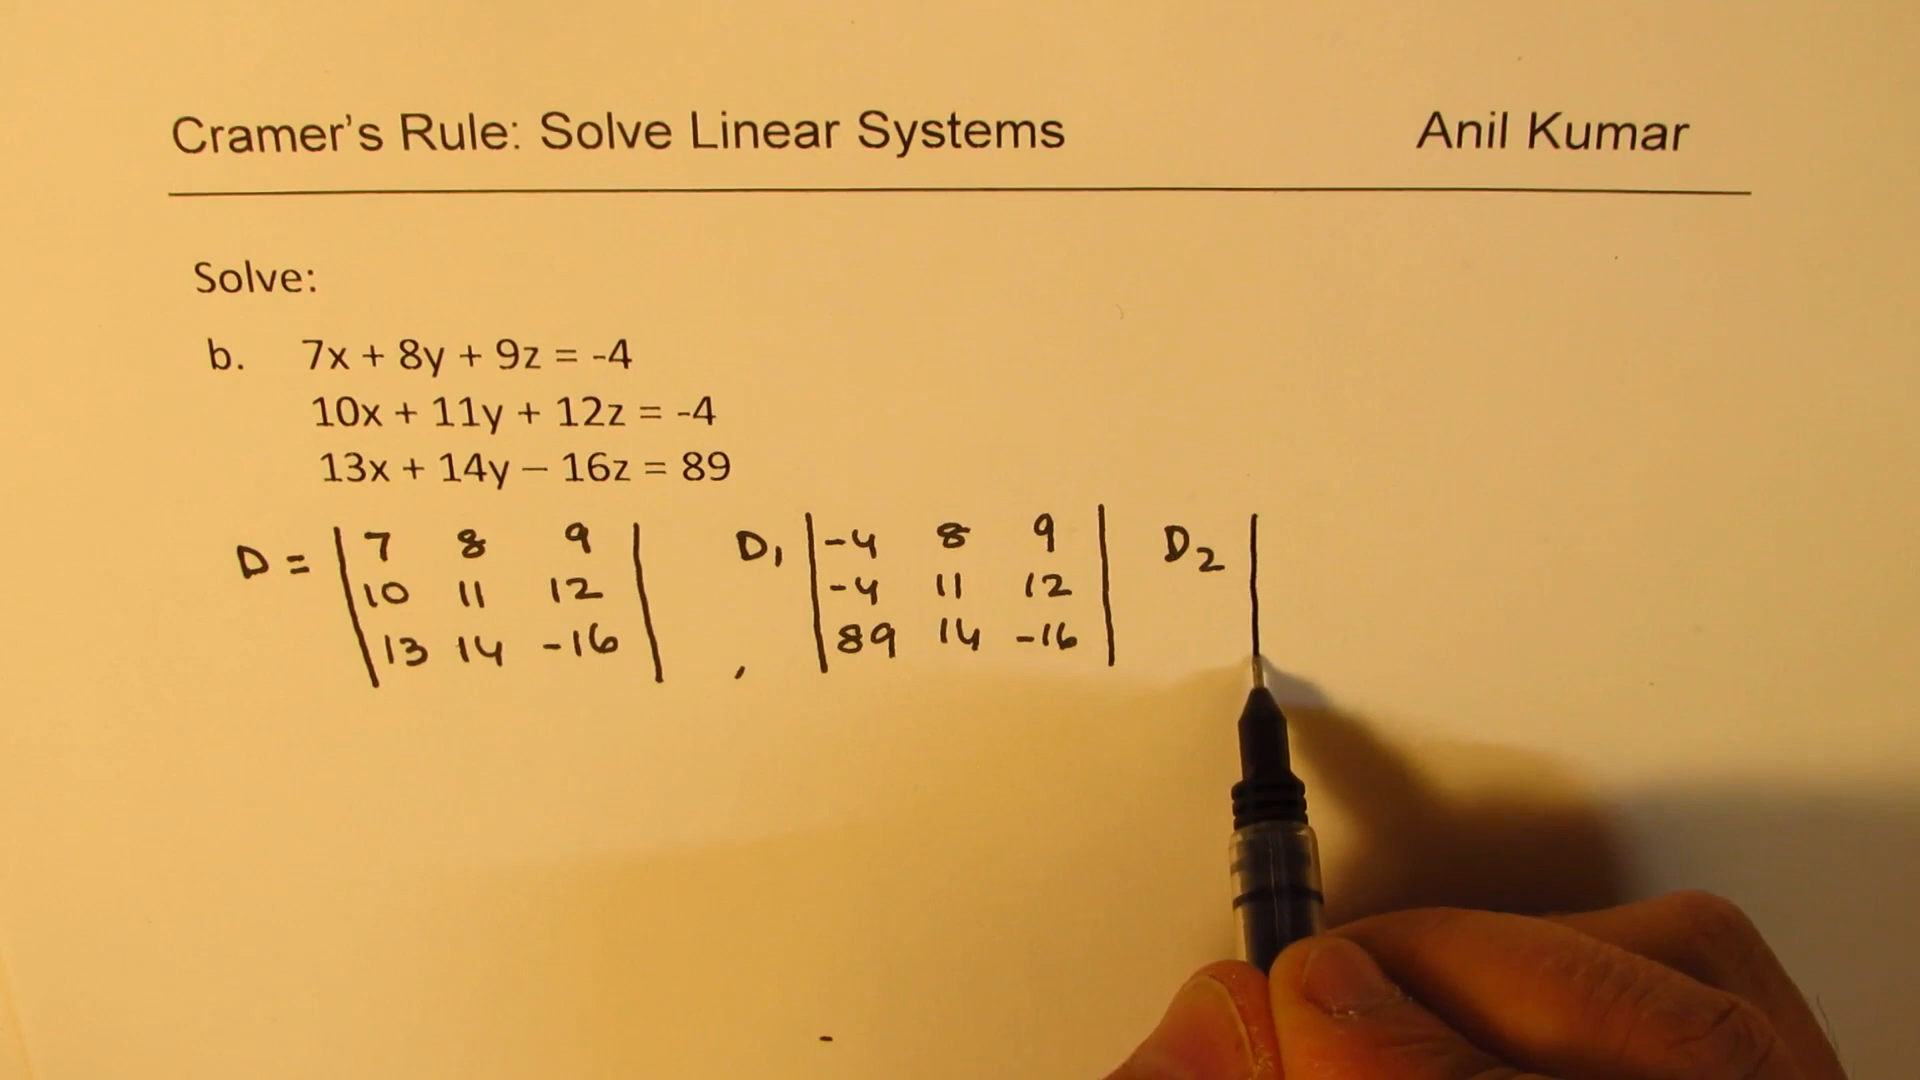 Cramer's Rule: Solve Linear Systems Anil Kumar
Solve:
b. 7x + 8y + 9z = -4
10x + 11y + 12z = -4
13x + 14y – 16z = 89
D = | 7 8 9 | D₁ | -4 8 9 | D₂ |
| 10 11 12 | | -4 11 12 |
| 13 14 -16 | , | 89 14 -16 |